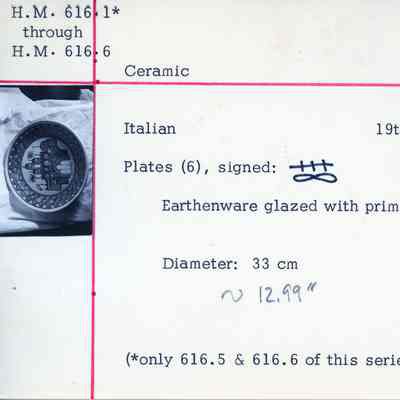 H.M. 616.1*
through
H.M. 616.6
Ceramic
Italian 19t
Plates (6), signed:
Earthenware glazed with prim
Diameter: 33 cm
~ 12.99"
(*only 616.5 & 616.6 of this serie